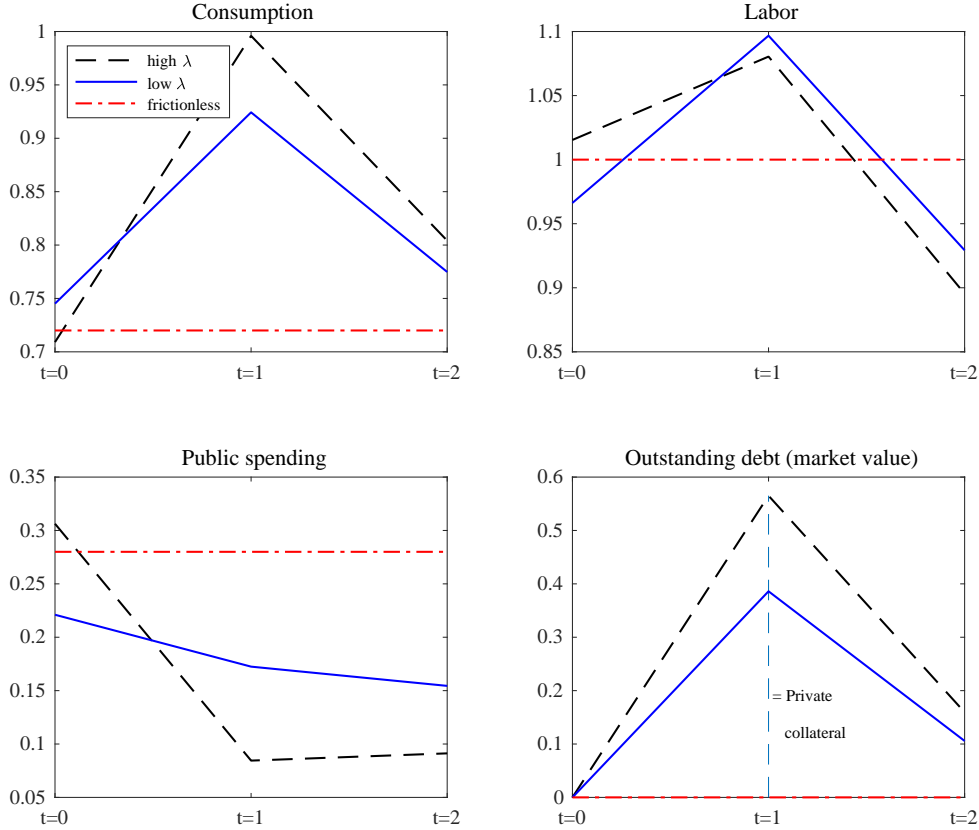 Consumption
1
0.95
0.9
0.85
0.8
0.75
0.7
t=0
t=1
t=2
high λ
low λ
frictionless
Labor
1.1
1.05
1
0.95
0.9
0.85
t=0
t=1
t=2
Public spending
0.35
0.3
0.25
0.2
0.15
0.1
0.05
t=0
t=1
t=2
Outstanding debt (market value)
0.6
0.5
0.4
0.3
0.2
0.1
0
t=0
t=1
t=2
= Private
collateral